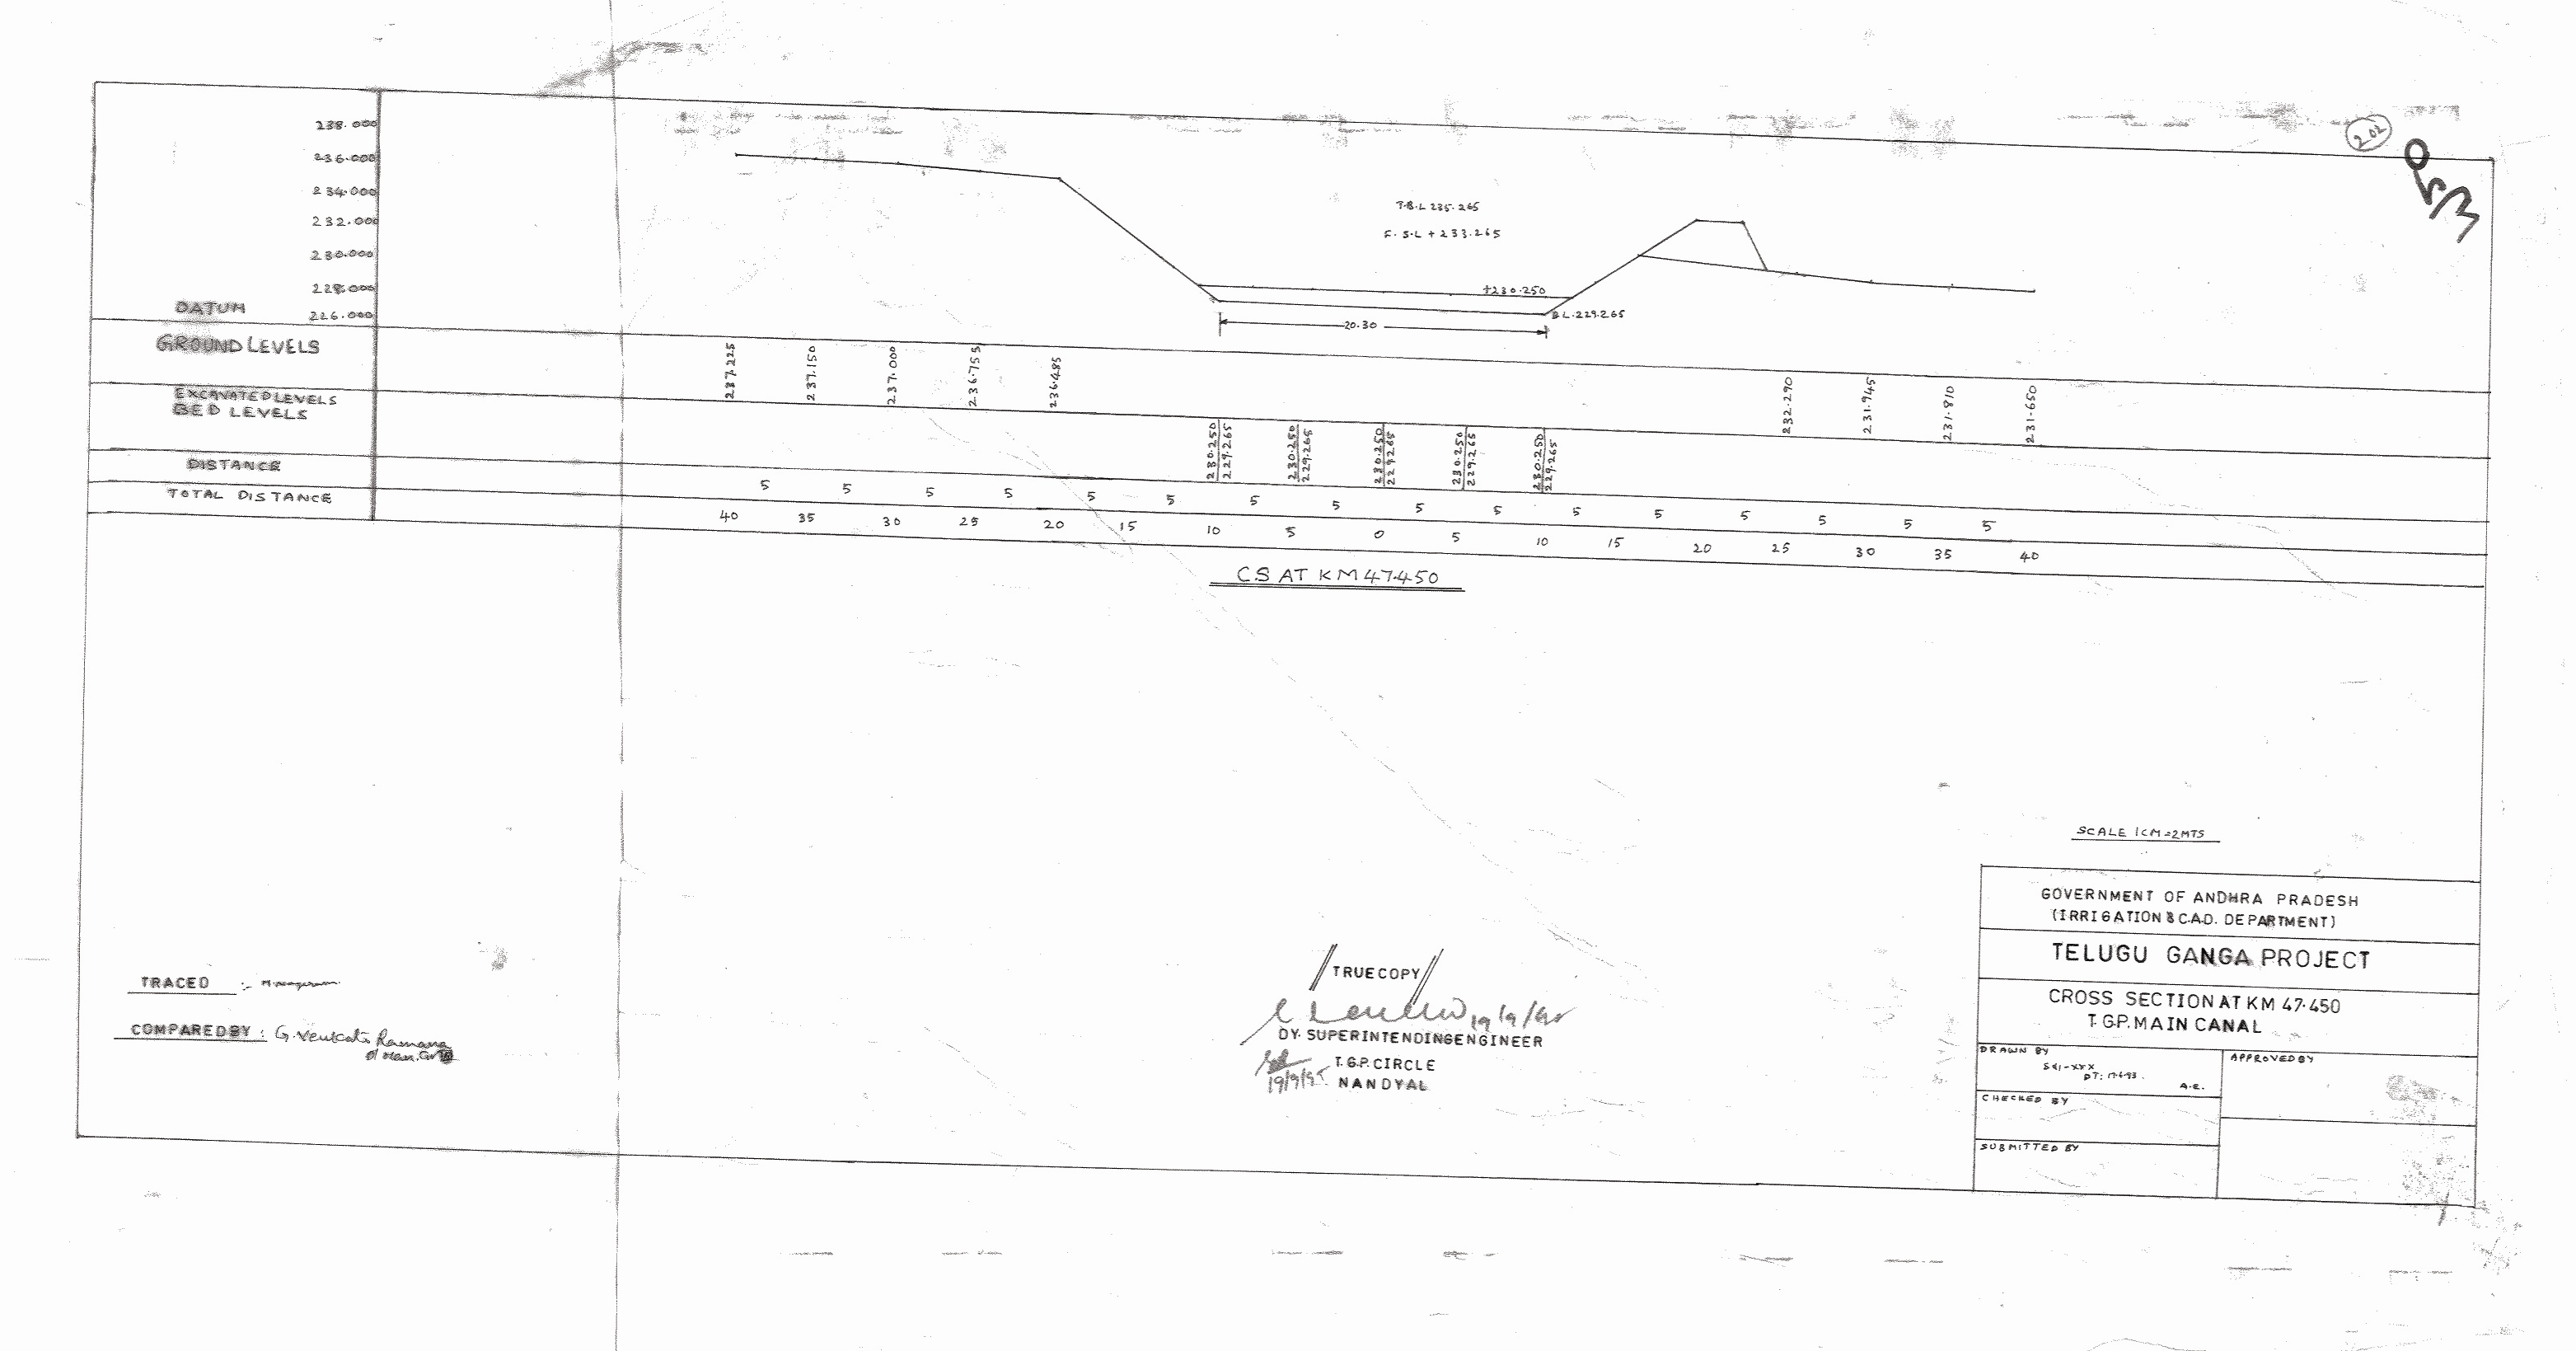 202
238.000
236.000
234.000
232.000
230.000
228.000
DATUM 226.000
T.B.L 235.265
F.S.L + 233.265
+230.250
B.L.229.265
20.30
GROUND LEVELS 237.225 237.150 237.000 236.755 236.485 232.290 231.945 231.810 231.650
EXCAVATED LEVELS 230.250 230.250 230.250 230.250 230.250
BED LEVELS 229.265 229.265 229.265 229.265 229.265
DISTANCE 5 5 5 5 5 5 5 5 5 5 5 5 5 5 5 5
TOTAL DISTANCE 40 35 30 25 20 15 10 5 0 5 10 15 20 25 30 35 40
C.S AT KM 47.450
SCALE 1CM=2MTS
GOVERNMENT OF ANDHRA PRADESH
(IRRIGATION & C.A.D. DEPARTMENT)
TELUGU GANGA PROJECT
CROSS SECTION AT KM 47.450
T.G.P. MAIN CANAL
DRAWN BY
Sd/-XXX
DT: 17.6.93.
A.E.
CHECKED BY
SUBMITTED BY
APPROVED BY
TRACED :-
COMPARED BY : G. Venkata Ramana
//TRUE COPY//
19/9/95
DY. SUPERINTENDING ENGINEER
T.G.P. CIRCLE
19/9/95 NANDYAL